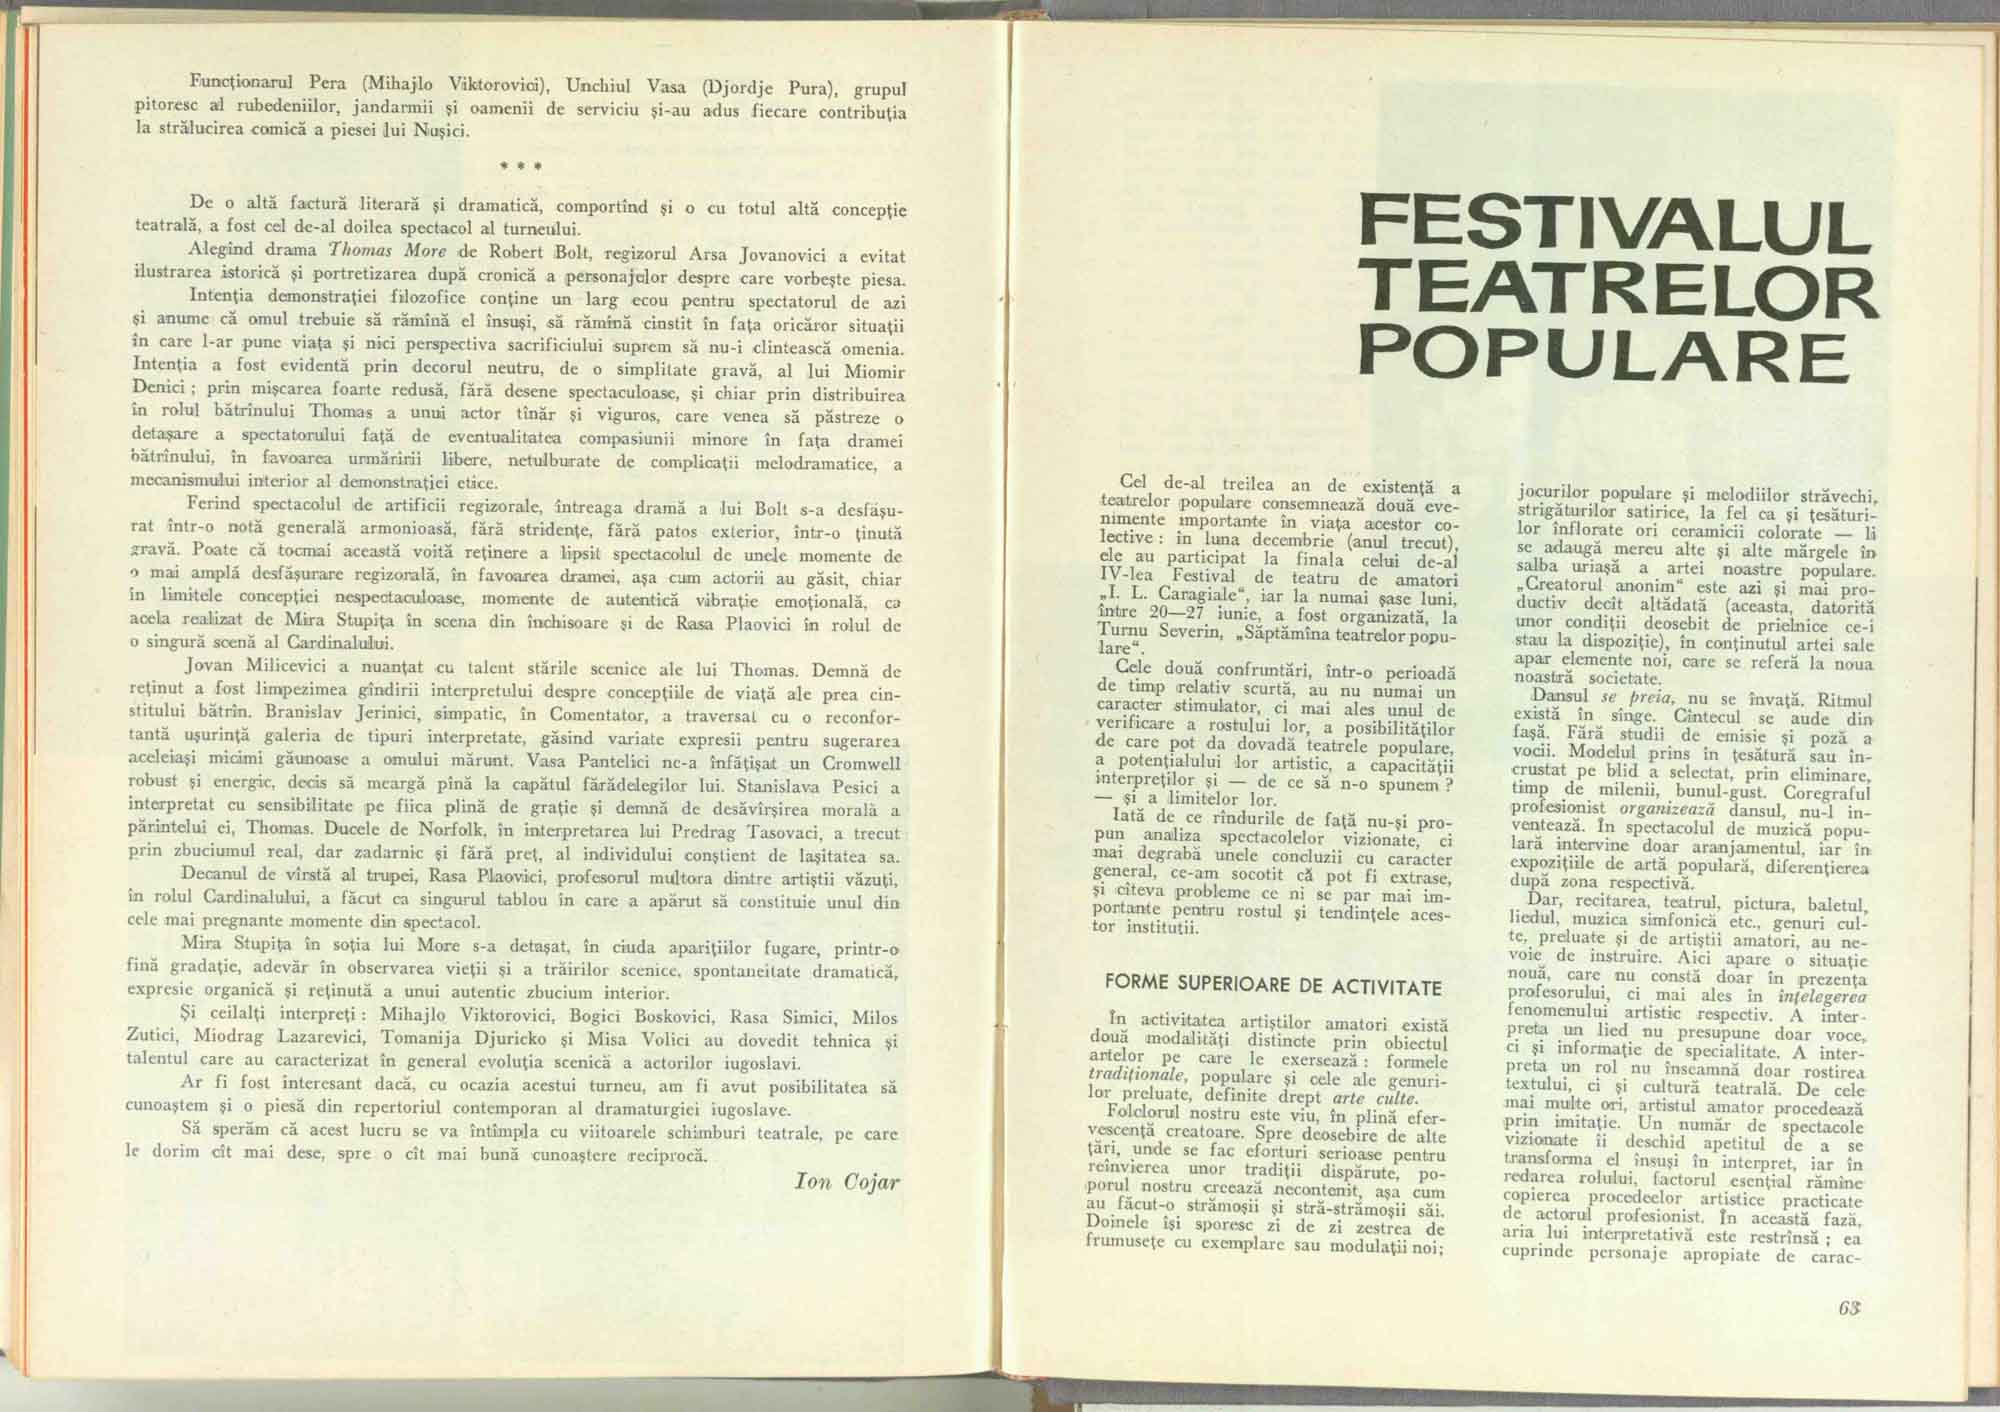 Funcționarul Pera (Mihajlo Viktorovici), Unchiul Vasa (Djordje Pura), grupul
pitoresc al rubedeniilor, jandarmii și oamenii de serviciu și-au adus fiecare contribuția
la strălucirea comică a piesei lui Nușici.
* * *
De o altă factură literară și dramatică, comportînd și o cu totul altă concepție
teatrală, a fost cel de-al doilea spectacol al turneului.
Alegînd drama Thomas More de Robert Bolt, regizorul Arsa Jovanovici a evitat
ilustrarea istorică și portretizarea după cronică a personajelor despre care vorbește piesa.
Intenția demonstrației filozofice conține un larg ecou pentru spectatorul de azi
și anume că omul trebuie să rămînă el însuși, să rămînă cinstit în fața oricăror situații
în care l-ar pune viața și nici perspectiva sacrificiului suprem să nu-i clintească omenia.
Intenția a fost evidentă prin decorul neutru, de o simplitate gravă, al lui Miomir
Denici ; prin mișcarea foarte redusă, fără desene spectaculoase, și chiar prin distribuirea
în rolul bătrînului Thomas a unui actor tînăr și viguros, care venea să păstreze o
detașare a spectatorului față de eventualitatea compasiunii minore în fața dramei
bătrînului, în favoarea urmăririi libere, netulburate de complicații melodramatice, a
mecanismului interior al demonstrației etice.
Ferind spectacolul de artificii regizorale, întreaga dramă a lui Bolt s-a desfășu-
rat într-o notă generală armonioasă, fără stridențe, fără patos exterior, într-o ținută
gravă. Poate că tocmai această voită reținere a lipsit spectacolul de unele momente de
o mai amplă desfășurare regizorală, în favoarea dramei, așa cum actorii au găsit, chiar
în limitele concepției nespectaculoase, momente de autentică vibrație emoțională, ca
acela realizat de Mira Stupița în scena din închisoare și de Rasa Plaovici în rolul de
o singură scenă al Cardinalului.
Jovan Milicevici a nuanțat cu talent stările scenice ale lui Thomas. Demnă de
reținut a fost limpezimea gîndirii interpretului despre concepțiile de viață ale prea cin-
stitului bătrîn. Branislav Jerinici, simpatic, în Comentator, a traversat cu o reconfor-
tantă ușurință galeria de tipuri interpretate, găsind variate expresii pentru sugerarea
aceleiași micimi găunoase a omului mărunt. Vasa Pantelici ne-a înfățișat un Cromwell
robust și energic, decis să meargă pînă la capătul fărădelegilor lui. Stanislava Pesici a
interpretat cu sensibilitate pe fiica plină de grație și demnă de desăvîrșirea morală a
părintelui ei, Thomas. Ducele de Norfolk, în interpretarea lui Predrag Tasovaci, a trecut
prin zbuciumul real, dar zadarnic și fără preț, al individului conștient de lașitatea sa.
Decanul de vîrstă al trupei, Rasa Plaovici, profesorul multora dintre artiștii văzuți,
în rolul Cardinalului, a făcut ca singurul tablou în care a apărut să constituie unul din
cele mai pregnante momente din spectacol.
Mira Stupița în soția lui More s-a detașat, în ciuda aparițiilor fugare, printr-o
fină gradație, adevăr în observarea vieții și a trăirilor scenice, spontaneitate dramatică,
expresie organică și reținută a unui autentic zbucium interior.
Și ceilalți interpreți : Mihajlo Viktorovici, Bogici Boskovici, Rasa Simici, Milos
Zutici, Miodrag Lazarevici, Tomanija Djuricko și Misa Volici au dovedit tehnica și
talentul care au caracterizat în general evoluția scenică a actorilor iugoslavi.
Ar fi fost interesant dacă, cu ocazia acestui turneu, am fi avut posibilitatea să
cunoaștem și o piesă din repertoriul contemporan al dramaturgiei iugoslave.
Să sperăm că acest lucru se va întîmpla cu viitoarele schimburi teatrale, pe care
le dorim cît mai dese, spre o cît mai bună cunoaștere reciprocă.
Ion Cojar
FESTIVALUL
TEATRELOR
POPULARE
Cel de-al treilea an de existență a
teatrelor populare consemnează două eve-
nimente importante în viața acestor co-
lective : în luna decembrie (anul trecut),
ele au participat la finala celui de-al
IV-lea Festival de teatru de amatori
„I. L. Caragiale“, iar la numai șase luni,
între 20—27 iunie, a fost organizată, la
Turnu Severin, „Săptămîna teatrelor popu-
lare“.
Cele două confruntări, într-o perioadă
de timp relativ scurtă, au nu numai un
caracter stimulator, ci mai ales unul de
verificare a rostului lor, a posibilităților
de care pot da dovadă teatrele populare,
a potențialului lor artistic, a capacității
interpreților și — de ce să n-o spunem ?
— și a limitelor lor.
Iată de ce rîndurile de față nu-și pro-
pun analiza spectacolelor vizionate, ci
mai degrabă unele concluzii cu caracter
general, ce-am socotit că pot fi extrase,
și cîteva probleme ce ni se par mai im-
portante pentru rostul și tendințele aces-
tor instituții.
FORME SUPERIOARE DE ACTIVITATE
În activitatea artiștilor amatori există
două modalități distincte prin obiectul
artelor pe care le exersează : formele
tradiționale, populare și cele ale genuri-
lor preluate, definite drept arte culte.
Folclorul nostru este viu, în plină efer-
vescență creatoare. Spre deosebire de alte
țări, unde se fac eforturi serioase pentru
reînvierea unor tradiții dispărute, po-
porul nostru creează necontenit, așa cum
au făcut-o strămoșii și stră-strămoșii săi.
Doinele își sporesc zi de zi zestrea de
frumusețe cu exemplare sau modulații noi;
jocurilor populare și melodiilor străvechi,
strigăturilor satirice, la fel ca și țesături-
lor înflorate ori ceramicii colorate — li
se adaugă mereu alte și alte mărgele în
salba uriașă a artei noastre populare.
„Creatorul anonim“ este azi și mai pro-
ductiv decît altădată (aceasta, datorită
unor condiții deosebit de prielnice ce-i
stau la dispoziție), în conținutul artei sale
apar elemente noi, care se referă la noua
noastră societate.
Dansul se preia, nu se învață. Ritmul
există în sînge. Cîntecul se aude din
fașă. Fără studii de emisie și poză a
vocii. Modelul prins în țesătură sau în-
crustat pe blid a selectat, prin eliminare,
timp de milenii, bunul-gust. Coregraful
profesionist organizează dansul, nu-l in-
ventează. În spectacolul de muzică popu-
lară intervine doar aranjamentul, iar în
expozițiile de artă populară, diferențierea
după zona respectivă.
Dar, recitarea, teatrul, pictura, baletul,
liedul, muzica simfonică etc., genuri cul-
te, preluate și de artiștii amatori, au ne-
voie de instruire. Aici apare o situație
nouă, care nu constă doar în prezența
profesorului, ci mai ales în înțelegerea
fenomenului artistic respectiv. A inter-
preta un lied nu presupune doar voce,
ci și informație de specialitate. A inter-
preta un rol nu înseamnă doar rostirea
textului, ci și cultură teatrală. De cele
mai multe ori, artistul amator procedează
prin imitație. Un număr de spectacole
vizionate îi deschid apetitul de a se
transforma el însuși în interpret, iar în
redarea rolului, factorul esențial rămîne
copierea procedeelor artistice practicate
de actorul profesionist. În această fază,
aria lui interpretativă este restrînsă ; ea
cuprinde personaje apropiate de carac-
63